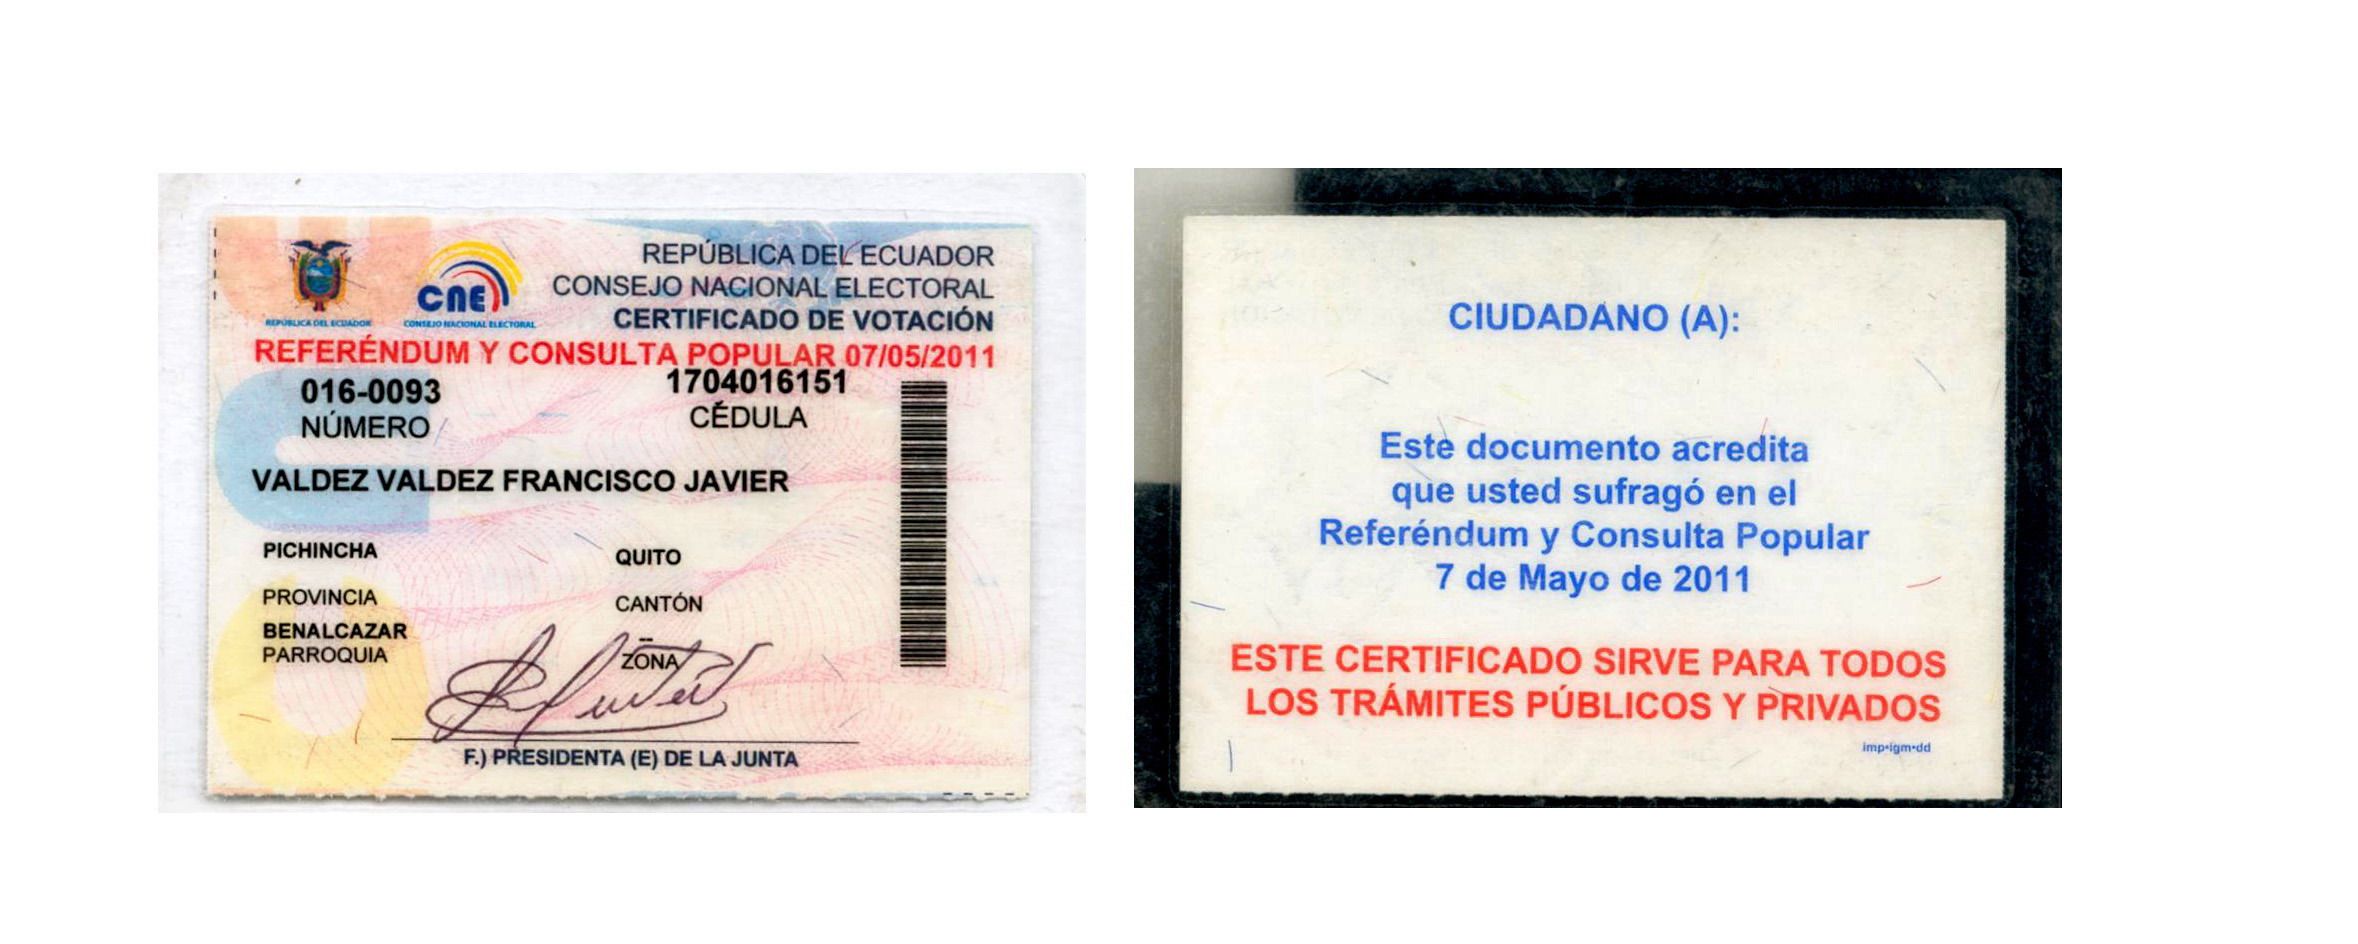 REPÚBLICA DEL ECUADOR
CONSEJO NACIONAL ELECTORAL
CERTIFICADO DE VOTACIÓN
REPÚBLICA DEL ECUADOR
CNE
CONSEJO NACIONAL ELECTORAL
REFERÉNDUM Y CONSULTA POPULAR 07/05/2011
016-0093 1704016151
NÚMERO CÉDULA
VALDEZ VALDEZ FRANCISCO JAVIER
PICHINCHA QUITO
PROVINCIA CANTÓN
BENALCAZAR
PARROQUIA ZONA
F.) PRESIDENTA (E) DE LA JUNTA
CIUDADANO (A):
Este documento acredita
que usted sufragó en el
Referéndum y Consulta Popular
7 de Mayo de 2011
ESTE CERTIFICADO SIRVE PARA TODOS
LOS TRÁMITES PÚBLICOS Y PRIVADOS
imp•igm•dd